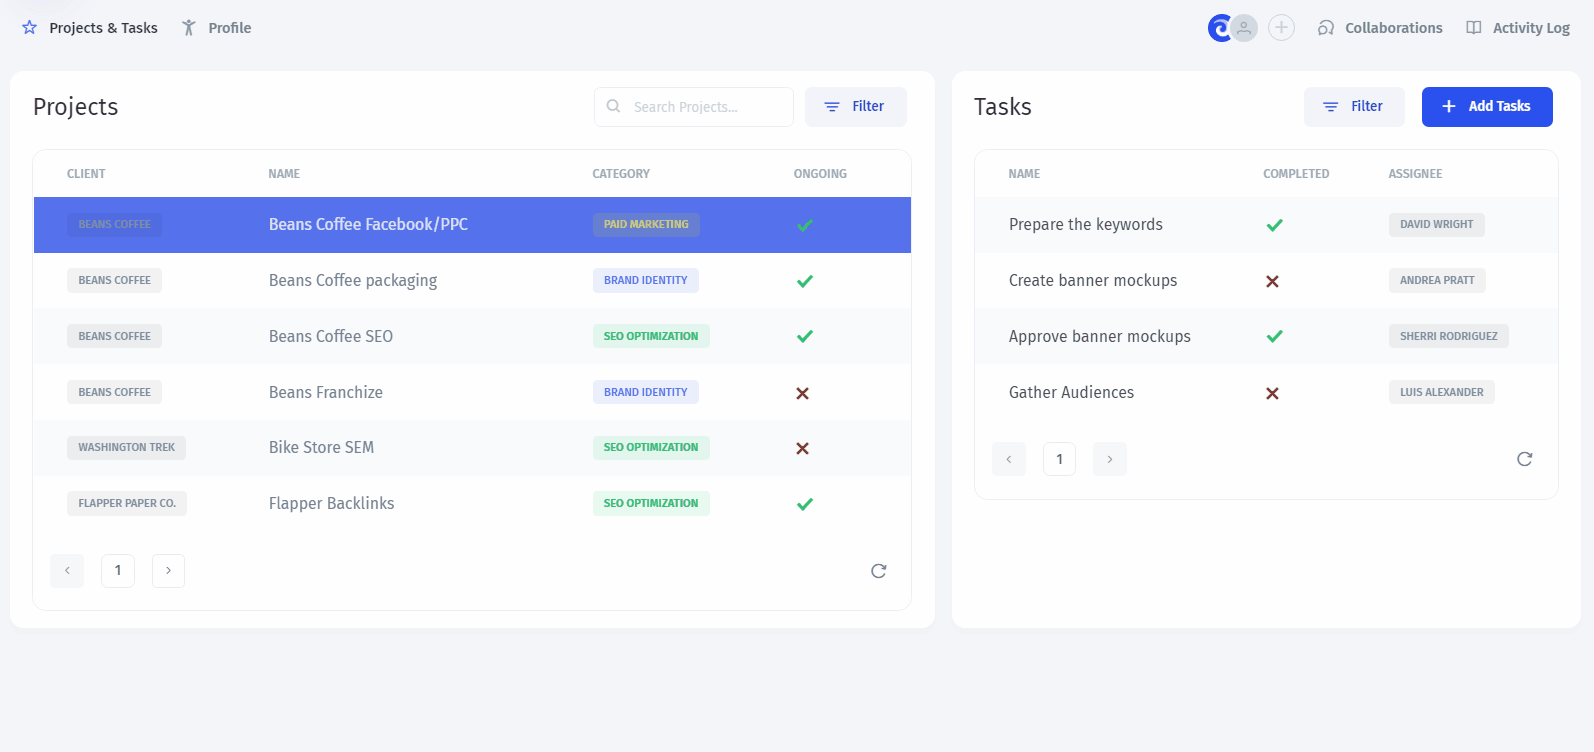 Projects & Tasks
Profile
Collaborations
Activity Log
Projects
Search Projects...
Filter
CLIENT NAME CATEGORY ONGOING
BEANS COFFEE Beans Coffee Facebook/PPC PAID MARKETING
BEANS COFFEE Beans Coffee packaging BRAND IDENTITY
BEANS COFFEE Beans Coffee SEO SEO OPTIMIZATION
BEANS COFFEE Beans Franchize BRAND IDENTITY
WASHINGTON TREK Bike Store SEM SEO OPTIMIZATION
FLAPPER PAPER CO. Flapper Backlinks SEO OPTIMIZATION
1
Tasks
Filter
Add Tasks
NAME COMPLETED ASSIGNEE
Prepare the keywords DAVID WRIGHT
Create banner mockups ANDREA PRATT
Approve banner mockups SHERRI RODRIGUEZ
Gather Audiences LUIS ALEXANDER
1